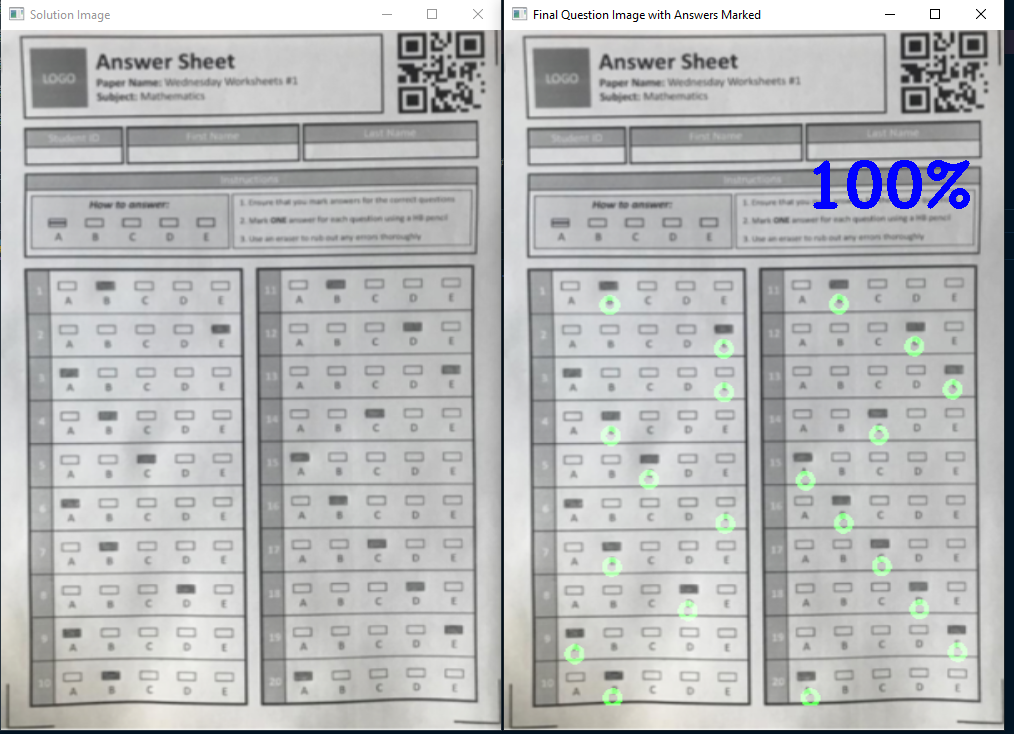 Solution Image
LOGO
Answer Sheet
Paper Name: Wednesday Worksheets #1
Subject: Mathematics
Student ID First Name Last Name
Instructions
How to answer:
1. Ensure that you mark answers for the correct questions
2. Mark ONE answer for each question using a HB pencil
3. Use an eraser to rub out any errors thoroughly
A B C D E
1 A B C D E
2 A B C D E
3 A B C D E
4 A B C D E
5 A B C D E
6 A B C D E
7 A B C D E
8 A B C D E
9 A B C D E
10 A B C D E
11 A B C D E
12 A B C D E
13 A B C D E
14 A B C D E
15 A B C D E
16 A B C D E
17 A B C D E
18 A B C D E
19 A B C D E
20 A B C D E
Final Question Image with Answers Marked
LOGO
Answer Sheet
Paper Name: Wednesday Worksheets #1
Subject: Mathematics
Student ID First Name Last Name
100%
Instructions
How to answer:
1. Ensure that you
2. Mark ONE answer for each question using a HB pencil
3. Use an eraser to rub out any errors thoroughly
A B C D E
1 A B C D E
2 A B C D E
3 A B C D E
4 A B C D E
5 A B C D E
6 A B C D E
7 A B C D E
8 A B C D E
9 A B C D E
10 A B C D E
11 A B C D E
12 A B C D E
13 A B C D E
14 A B C D E
15 A B C D E
16 A B C D E
17 A B C D E
18 A B C D E
19 A B C D E
20 A B C D E